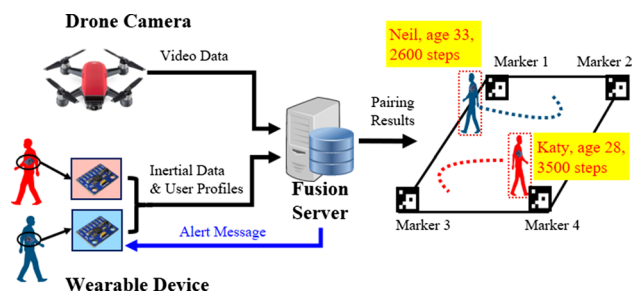 Drone Camera
Video Data
Inertial Data
& User Profiles
Alert Message
Wearable Device
Fusion
Server
Pairing
Results
Neil, age 33,
2600 steps
Marker 1
Marker 2
Katy, age 28,
3500 steps
Marker 3
Marker 4